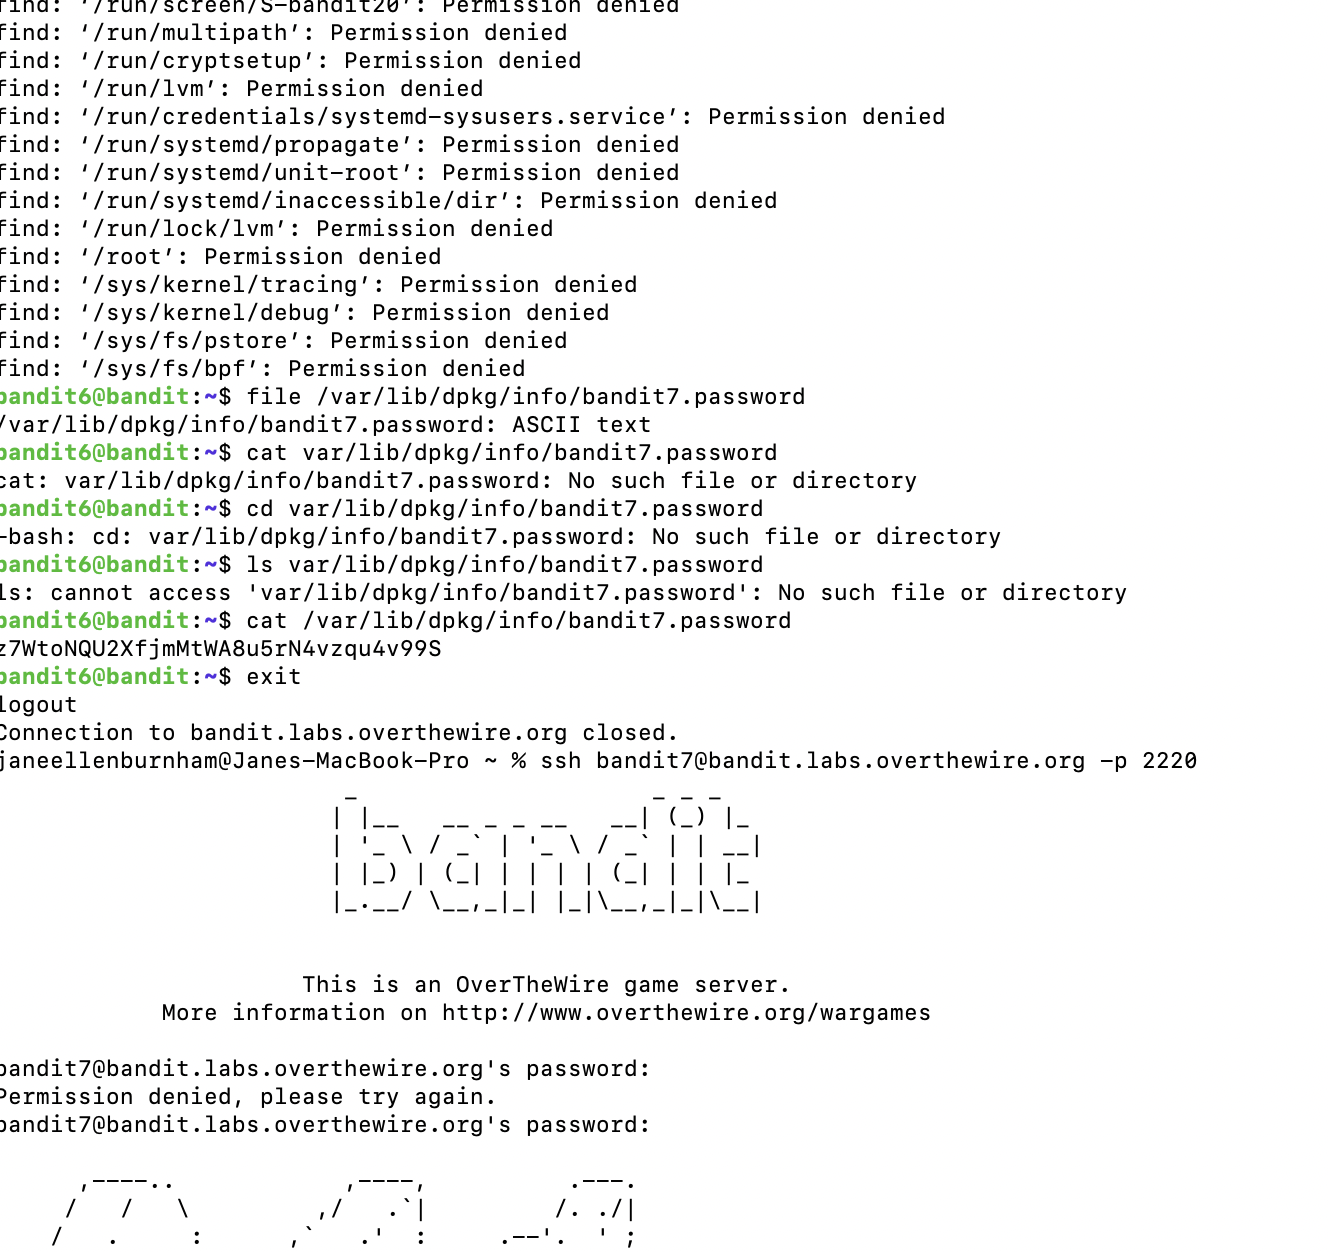 find: ‘/run/screen/S-bandit20’: Permission denied
find: ‘/run/multipath’: Permission denied
find: ‘/run/cryptsetup’: Permission denied
find: ‘/run/lvm’: Permission denied
find: ‘/run/credentials/systemd-sysusers.service’: Permission denied
find: ‘/run/systemd/propagate’: Permission denied
find: ‘/run/systemd/unit-root’: Permission denied
find: ‘/run/systemd/inaccessible/dir’: Permission denied
find: ‘/run/lock/lvm’: Permission denied
find: ‘/root’: Permission denied
find: ‘/sys/kernel/tracing’: Permission denied
find: ‘/sys/kernel/debug’: Permission denied
find: ‘/sys/fs/pstore’: Permission denied
find: ‘/sys/fs/bpf’: Permission denied
bandit6@bandit:~$ file /var/lib/dpkg/info/bandit7.password
/var/lib/dpkg/info/bandit7.password: ASCII text
bandit6@bandit:~$ cat var/lib/dpkg/info/bandit7.password
cat: var/lib/dpkg/info/bandit7.password: No such file or directory
bandit6@bandit:~$ cd var/lib/dpkg/info/bandit7.password
-bash: cd: var/lib/dpkg/info/bandit7.password: No such file or directory
bandit6@bandit:~$ ls var/lib/dpkg/info/bandit7.password
ls: cannot access 'var/lib/dpkg/info/bandit7.password': No such file or directory
bandit6@bandit:~$ cat /var/lib/dpkg/info/bandit7.password
z7WtoNQU2XfjmMtWA8u5rN4vzqu4v99S
bandit6@bandit:~$ exit
logout
Connection to bandit.labs.overthewire.org closed.
janeellenburnham@Janes-MacBook-Pro ~ % ssh bandit7@bandit.labs.overthewire.org -p 2220
                         _                     _ _ _
                        | |__   __ _ _ __   __| (_) |_
                        | '_ \ / _` | '_ \ / _` | | __|
                        | |_) | (_| | | | | (_| | | |_
                        |_.__/ \__,_|_| |_|\__,_|_|\__|
This is an OverTheWire game server.
More information on http://www.overthewire.org/wargames
bandit7@bandit.labs.overthewire.org's password:
Permission denied, please try again.
bandit7@bandit.labs.overthewire.org's password:
      ,----..            ,----,          .---.
     /   /   \         ,/   .`|         /. ./|
    /   .     :      ,`   .'  :     .--'.  ' ;